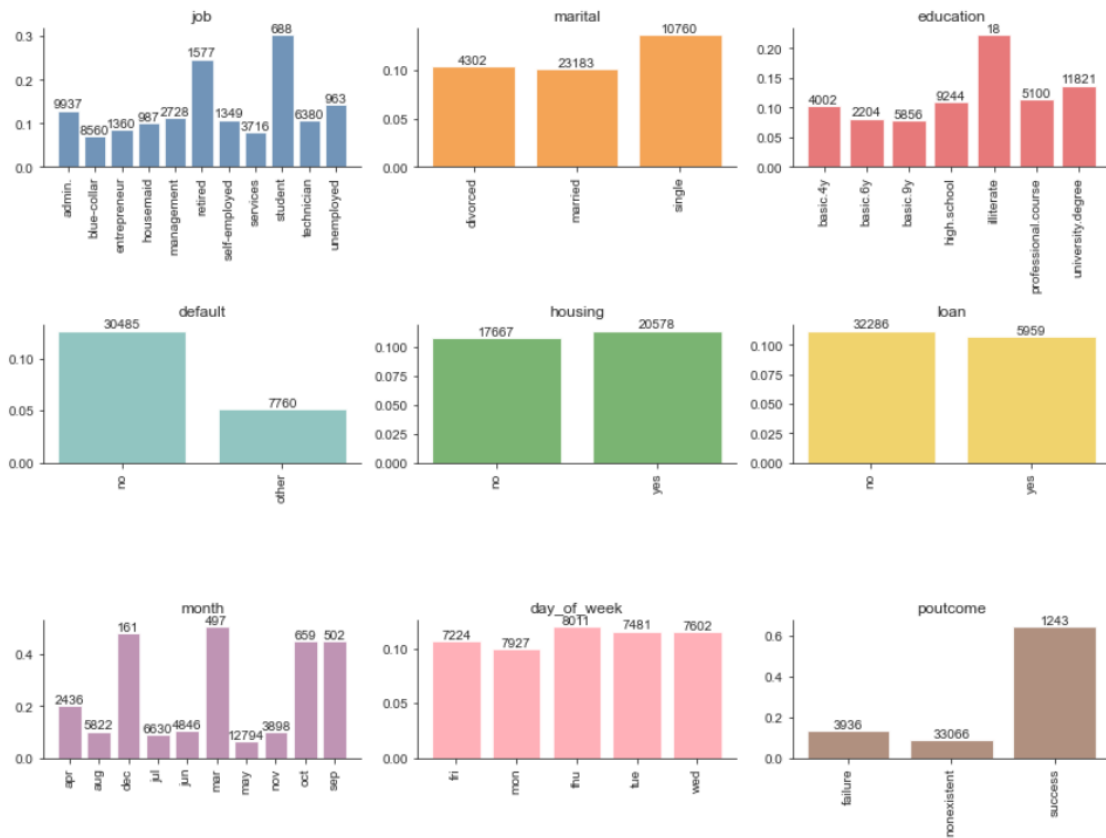 job
0.3
0.2
0.1
0.0
9937
8560
1360
987
2728
1577
1349
3716
688
6380
963
admin.
blue-collar
entrepreneur
housemaid
management
retired
self-employed
services
student
technician
unemployed
marital
0.10
0.05
0.00
4302
23183
10760
divorced
married
single
education
0.20
0.15
0.10
0.05
0.00
4002
2204
5856
9244
18
5100
11821
basic.4y
basic.6y
basic.9y
high.school
illiterate
professional.course
university.degree
default
0.10
0.05
0.00
30485
7760
no
other
housing
0.100
0.075
0.050
0.025
0.000
17667
20578
no
yes
loan
0.100
0.075
0.050
0.025
0.000
32286
5959
no
yes
month
0.4
0.2
0.0
2436
5822
161
6630
4846
497
12794
3898
659
502
apr
aug
dec
jul
jun
mar
may
nov
oct
sep
day_of_week
0.10
0.05
0.00
7224
7927
8011
7481
7602
fri
mon
thu
tue
wed
poutcome
0.6
0.4
0.2
0.0
3936
33066
1243
failure
nonexistent
success